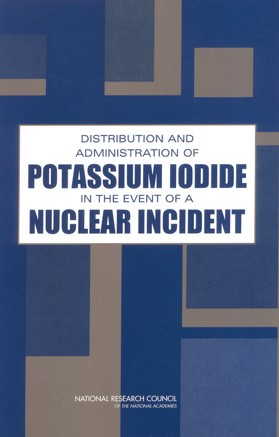 DISTRIBUTION AND
ADMINISTRATION OF
POTASSIUM IODIDE
IN THE EVENT OF A
NUCLEAR INCIDENT
NATIONAL RESEARCH COUNCIL
OF THE NATIONAL ACADEMIES